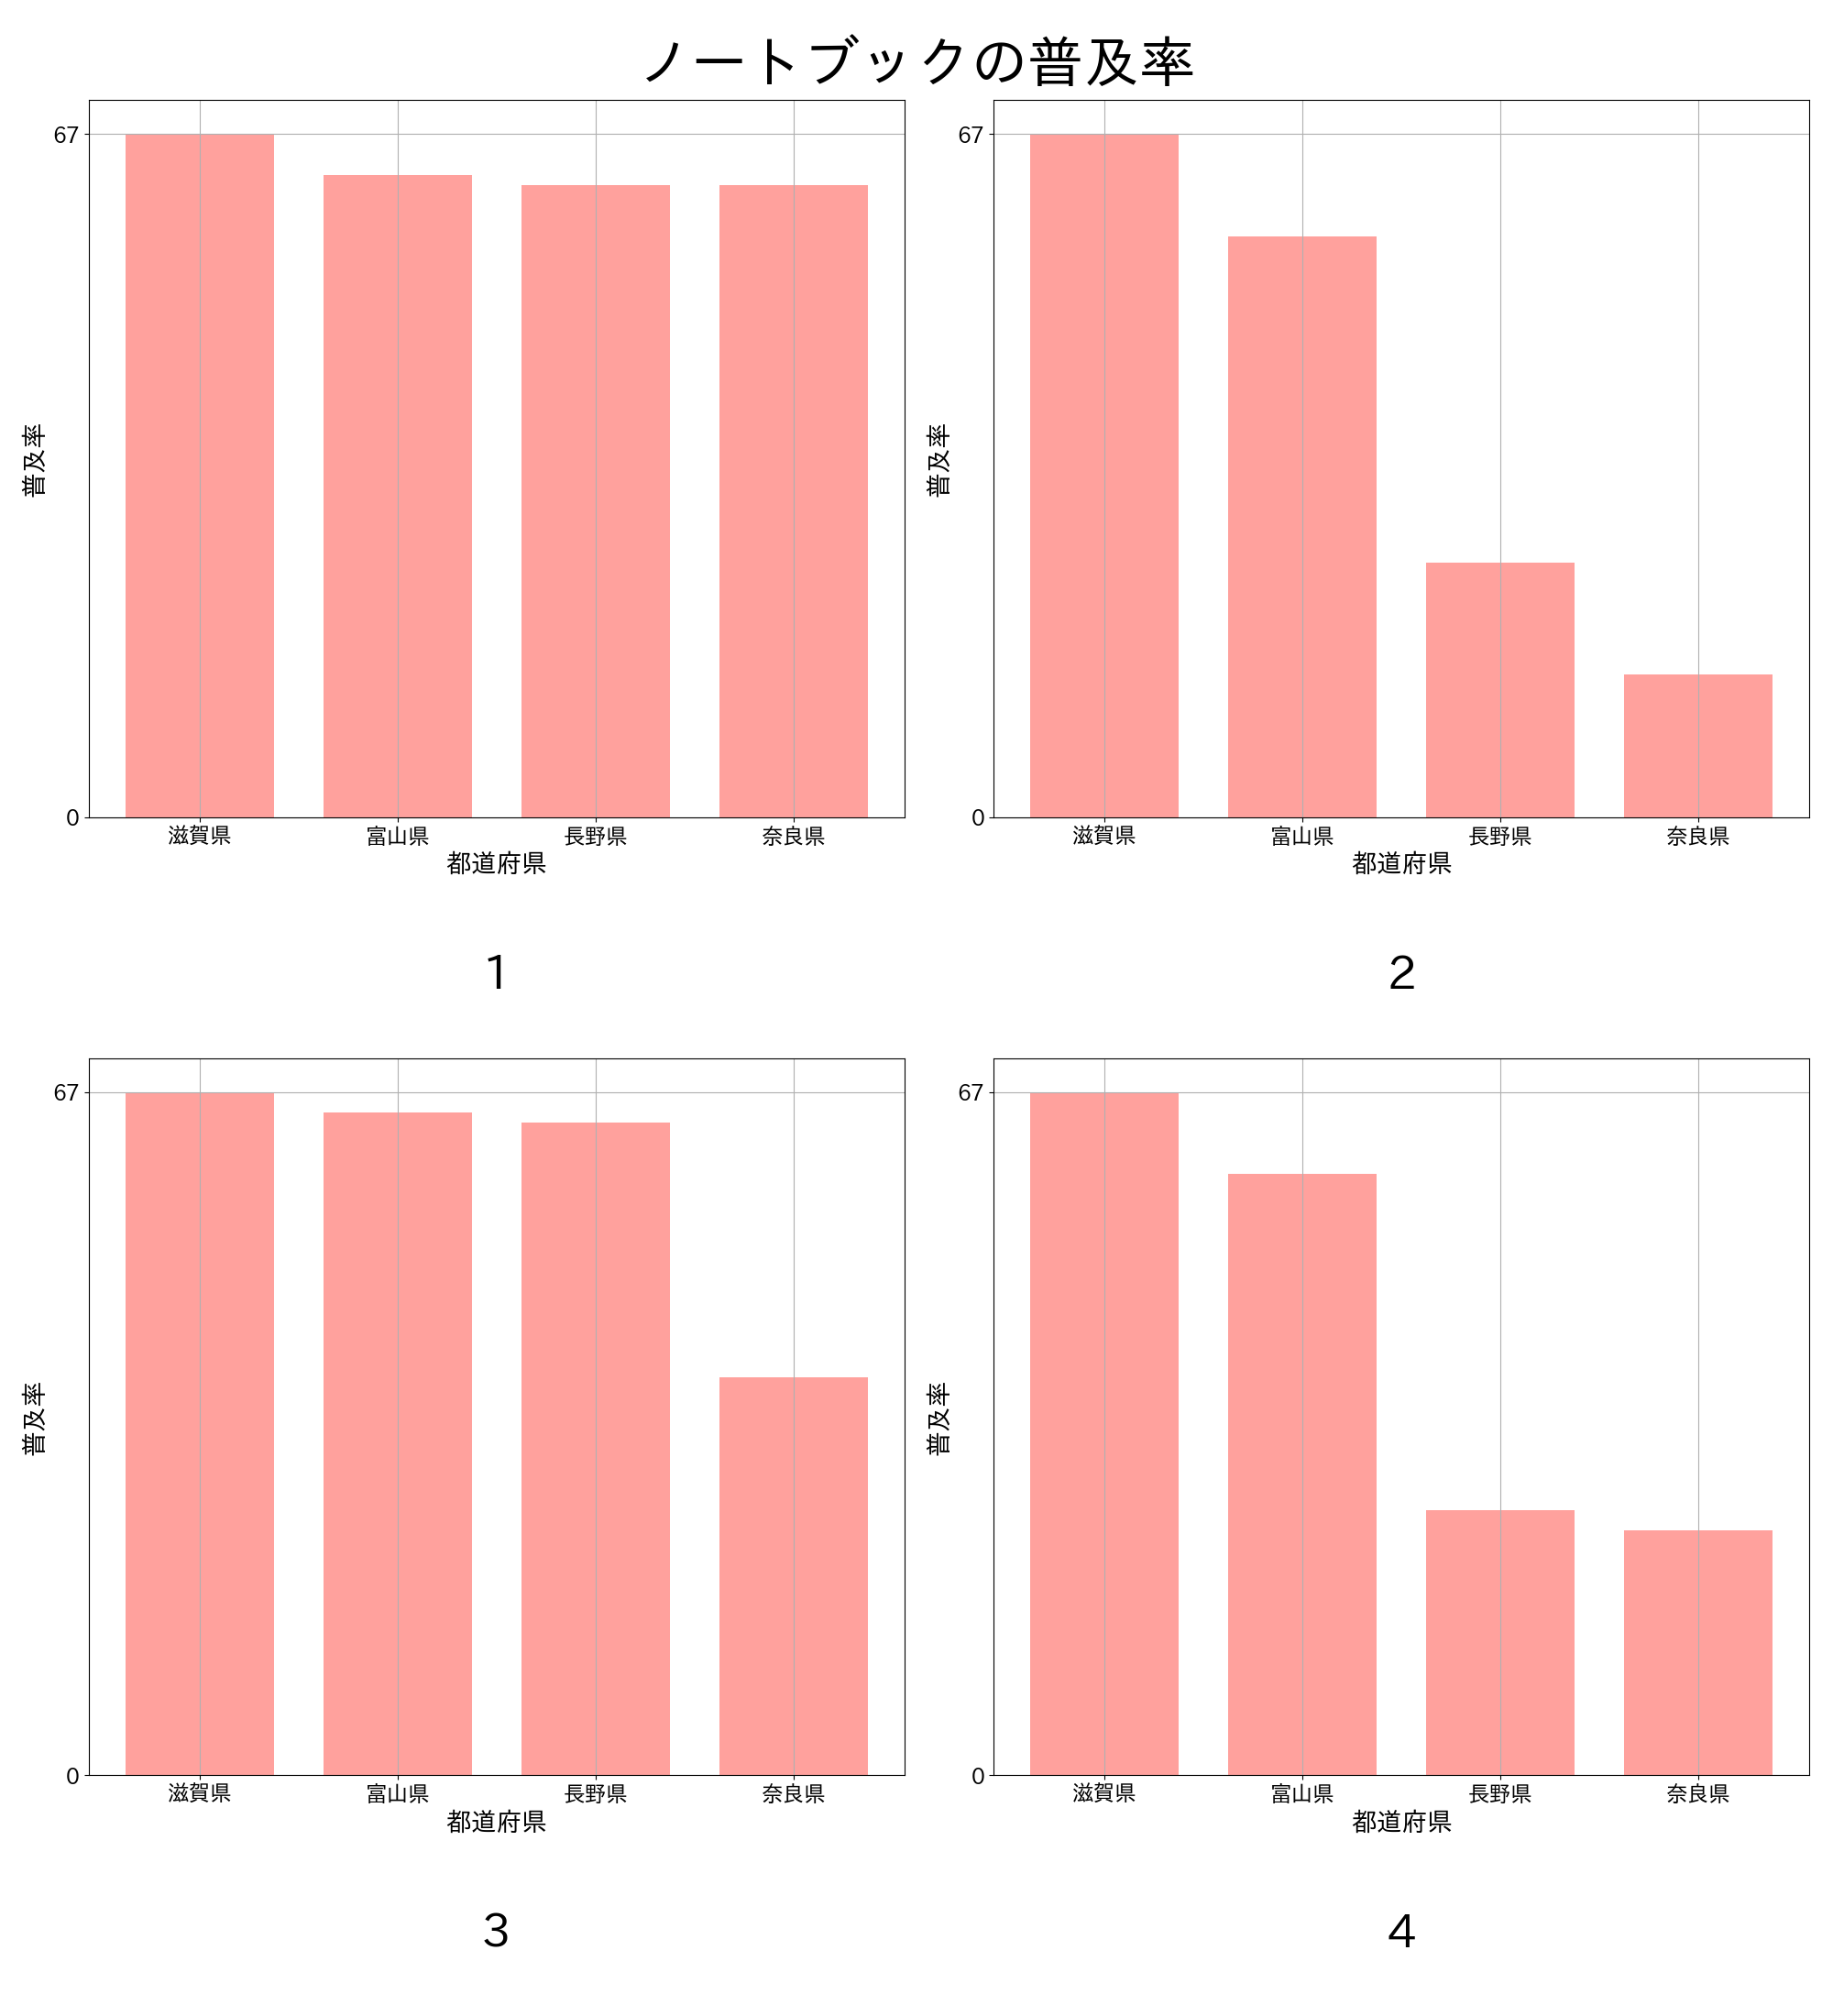 ノートブックの普及率
67
0
普及率
滋賀県 富山県 長野県 奈良県
都道府県
1
67
0
普及率
滋賀県 富山県 長野県 奈良県
都道府県
2
67
0
普及率
滋賀県 富山県 長野県 奈良県
都道府県
3
67
0
普及率
滋賀県 富山県 長野県 奈良県
都道府県
4